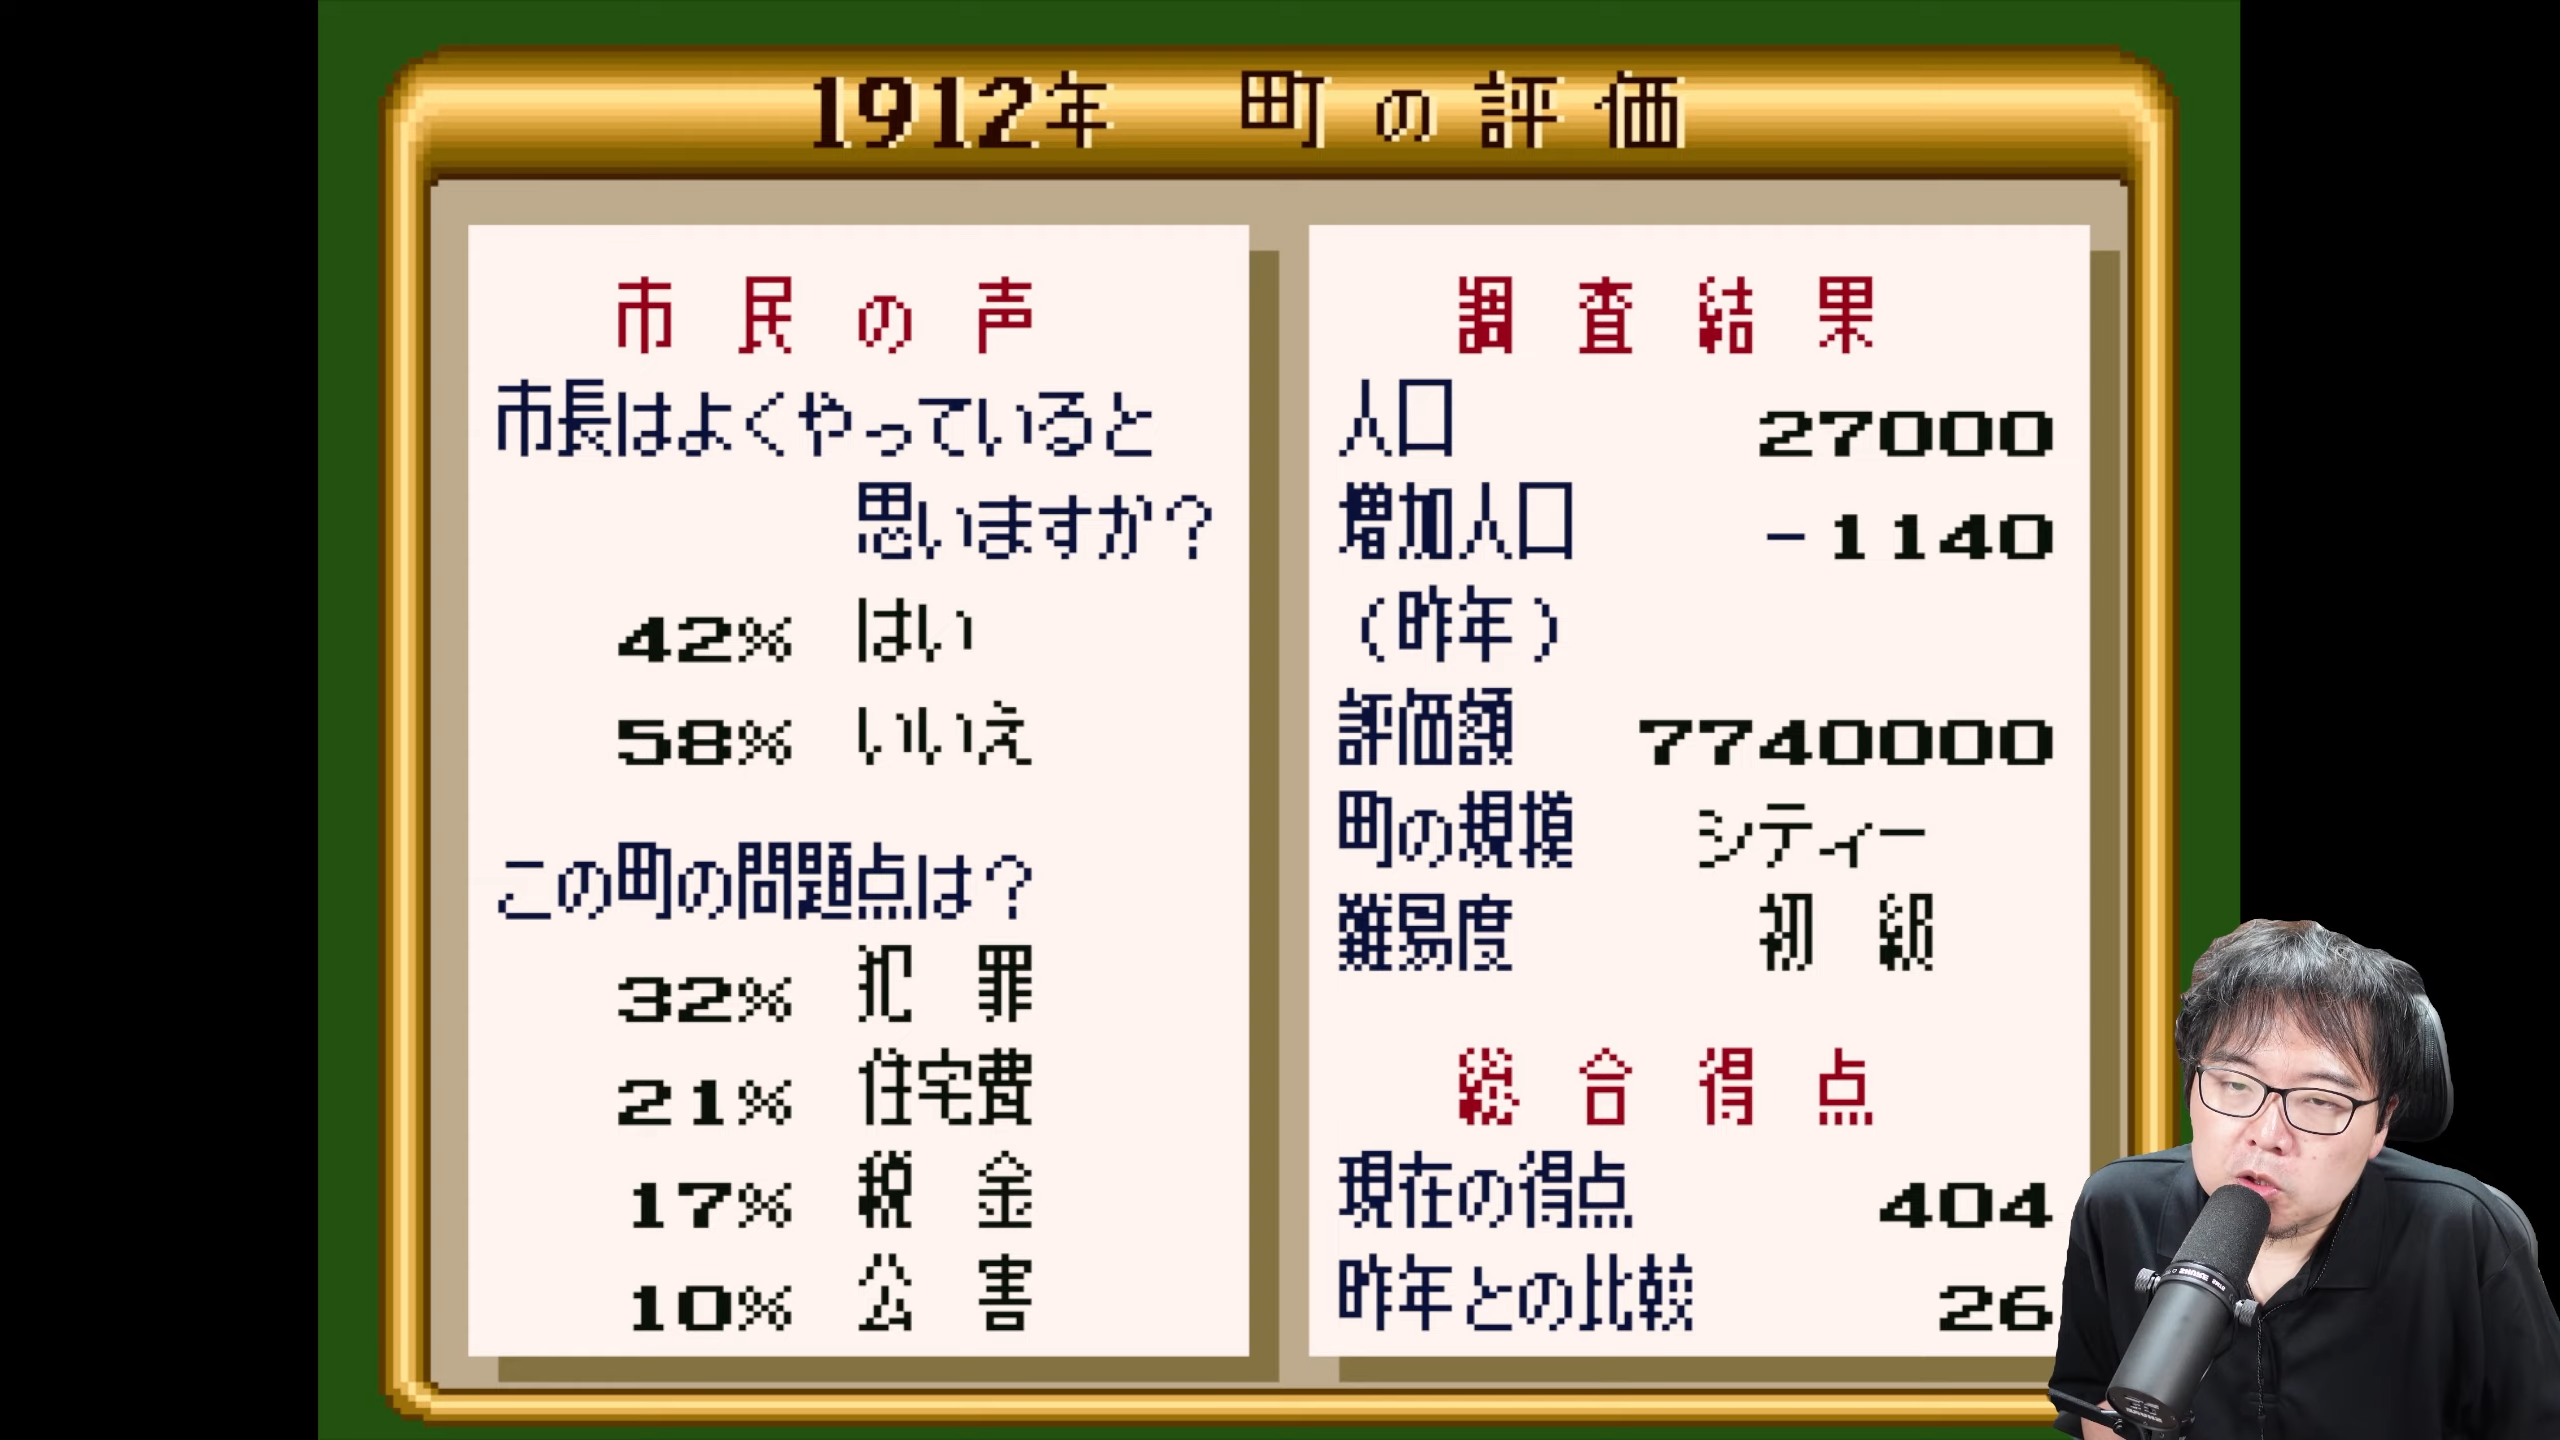 1912年 町の評価
市民の声
市長はよくやっていると
思いますか?
42% はい
58% いいえ
この町の問題点は?
32% 犯罪
21% 住宅費
17% 税金
10% 公害
調査結果
人口 27000
増加人口 -1140
(昨年)
評価額 7740000
町の規模 シティー
難易度 初級
総合得点
現在の得点 404
昨年との比較 26